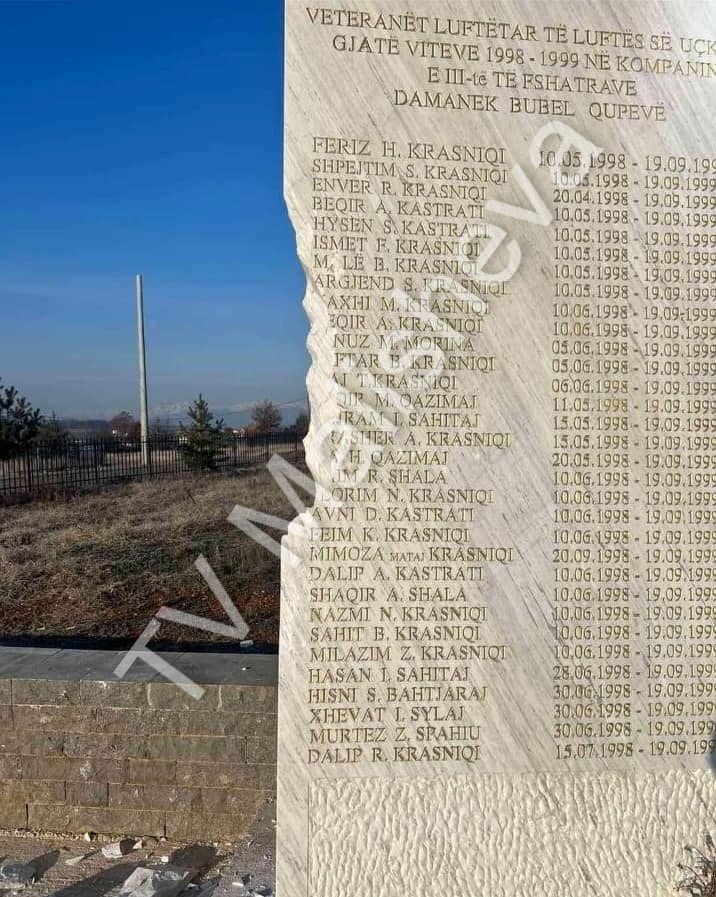 VETERANËT LUFTËTAR TË LUFTËS SË UÇK
GJATË VITEVE 1998 - 1999 NË KOMPANIN
E III-të TË FSHATRAVE
DAMANEK BUBEL QUPEVË
FERIZ H. KRASNIQI 10.05.1998 - 19.09.199
SHPEJTIM S. KRASNIQI 10.05.1998 - 19.09.1999
ENVER R. KRASNIQI 20.04.1998 - 19.09.1999
BEQIR A. KASTRATI 10.05.1998 - 19.09.1999
HYSEN S. KASTRATI 10.05.1998 - 19.09.1999
ISMET F. KRASNIQI 10.05.1998 - 19.09.1999
M LË B. KRASNIQI 10.05.1998 - 19.09.1999
ARGJEND S. KRASNIQI 10.05.1998 - 19.09.1999
AXHI M. KRASNIQI 10.06.1998 - 19.09.1999
EQIR A. KRASNIQI 10.06.1998 - 19.09.1999
NUZ M. MORINA 05.06.1998 - 19.09.1999
FTAR B. KRASNIQI 05.06.1998 - 19.09.1999
T. KRASNIQI 06.06.1998 - 19.09.1999
QIR M. QAZIMAJ 11.05.1998 - 19.09.1999
JRAM I. SAHITAJ 15.05.1998 - 19.09.1999
RASHER A. KRASNIQI 15.05.1998 - 19.09.1999
H. QAZIMAJ 20.05.1998 - 19.09.1999
IM R. SHALA 10.06.1998 - 19.09.1999
LORIM N. KRASNIQI 10.06.1998 - 19.09.1999
AVNI D. KASTRATI 10.06.1998 - 19.09.1999
FEIM K. KRASNIQI 10.06.1998 - 19.09.1999
MIMOZA MATAJ KRASNIQI 20.09.1998 - 19.09.1999
DALIP A. KASTRATI 10.06.1998 - 19.09.1999
SHAQIR A. SHALA 10.06.1998 - 19.09.1999
NAZMI N. KRASNIQI 10.06.1998 - 19.09.1999
SAHIT B. KRASNIQI 10.06.1998 - 19.09.1999
MILAZIM Z. KRASNIQI 10.06.1998 - 19.09.1999
HASAN I. SAHITAJ 28.06.1998 - 19.09.1999
HISNI S. BAHTJARAJ 30.06.1998 - 19.09.1999
XHEVAT I. SYLAJ 30.06.1998 - 19.09.1999
MURTEZ Z. SPAHIU 30.06.1998 - 19.09.1999
DALIP R. KRASNIQI 15.07.1998 - 19.09.199
TV Malisheva